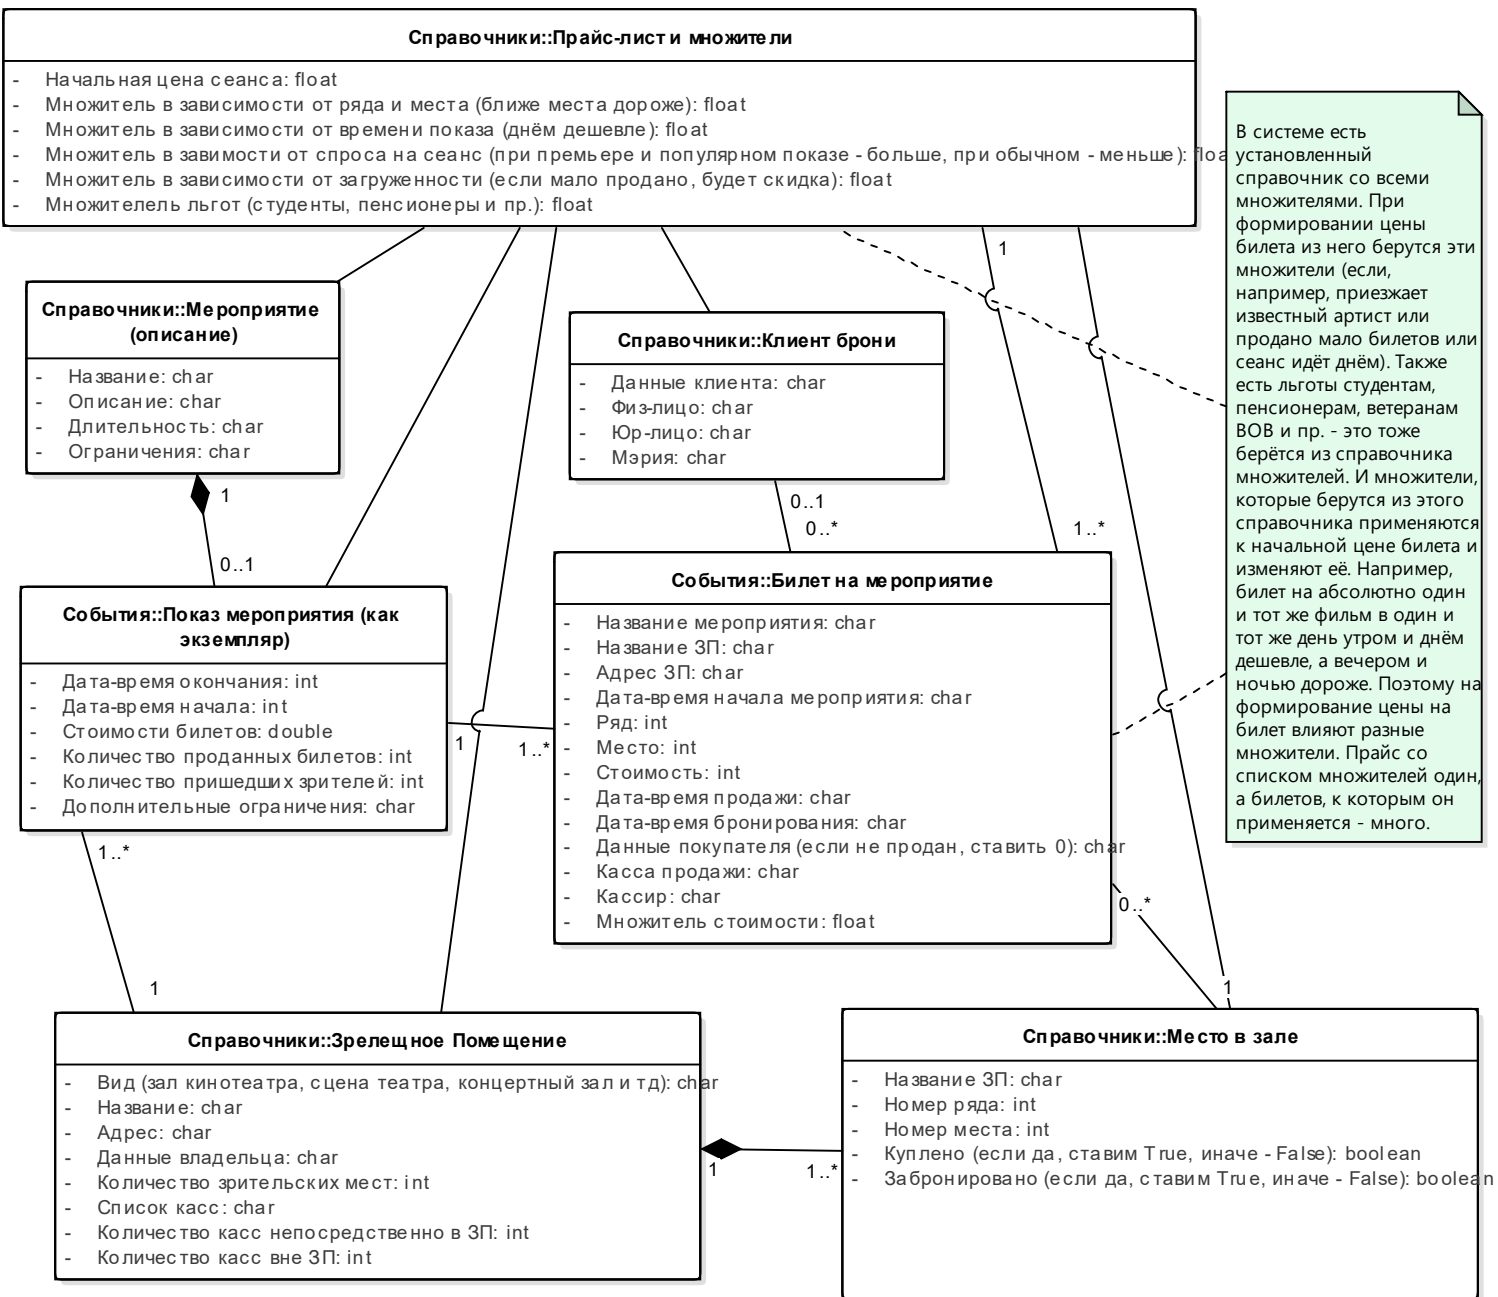 Справочники::Прайс-лист и множители
- Начальная цена сеанса: float
- Множитель в зависимости от ряда и места (ближе места дороже): float
- Множитель в зависимости от времени показа (днём дешевле): float
- Множитель в завимости от спроса на сеанс (при премьере и популярном показе - больше, при обычном - меньше): floa
- Множитель в зависимости от загруженности (если мало продано, будет скидка): float
- Множителель льгот (студенты, пенсионеры и пр.): float
В системе есть
установленный
справочник со всеми
множителями. При
формировании цены
билета из него берутся эти
множители (если,
например, приезжает
известный артист или
продано мало билетов или
сеанс идёт днём). Также
есть льготы студентам,
пенсионерам, ветеранам
ВОВ и пр. - это тоже
берётся из справочника
множителей. И множители,
которые берутся из этого
справочника применяются
к начальной цене билета и
изменяют её. Например,
билет на абсолютно один
и тот же фильм в один и
тот же день утром и днём
дешевле, а вечером и
ночью дороже. Поэтому на
формирование цены на
билет влияют разные
множители. Прайс со
списком множителей один,
а билетов, к которым он
применяется - много.
1
Справочники::Мероприятие
(описание)
- Название: char
- Описание: char
- Длительность: char
- Ограничения: char
Справочники::Клиент брони
- Данные клиента: char
- Физ-лицо: char
- Юр-лицо: char
- Мэрия: char
1
0..1
0..1
0..*
1..*
События::Показ мероприятия (как
экземпляр)
- Дата-время окончания: int
- Дата-время начала: int
- Стоимости билетов: double
- Количество проданных билетов: int
- Количество пришедших зрителей: int
- Дополнительные ограничения: char
1
1..*
События::Билет на мероприятие
- Название мероприятия: char
- Название ЗП: char
- Адрес ЗП: char
- Дата-время начала мероприятия: char
- Ряд: int
- Место: int
- Стоимость: int
- Дата-время продажи: char
- Дата-время бронирования: char
- Данные покупателя (если не продан, ставить 0): char
- Касса продажи: char
- Кассир: char
- Множитель стоимости: float
1..*
1
0..*
1
Справочники::Зрелещное Помещение
- Вид (зал кинотеатра, сцена театра, концертный зал и тд): char
- Название: char
- Адрес: char
- Данные владельца: char
- Количество зрительских мест: int
- Список касс: char
- Количество касс непосредственно в ЗП: int
- Количество касс вне ЗП: int
1
1..*
Справочники::Место в зале
- Название ЗП: char
- Номер ряда: int
- Номер места: int
- Куплено (если да, ставим True, иначе - False): boolean
- Забронировано (если да, ставим True, иначе - False): boolean